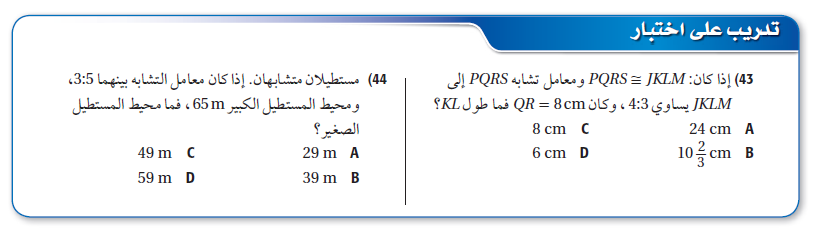 تدريب على اختبار
43) إذا كان: PQRS ≅ JKLM ومعامل تشابه PQRS إلى
JKLM يساوي 4:3 ، وكان QR = 8 cm فما طول KL؟
24 cm A
8 cm C
10 2/3 cm B
6 cm D
44) مستطيلان متشابهان. إذا كان معامل التشابه بينهما 3:5،
ومحيط المستطيل الكبير 65 m ، فما محيط المستطيل
الصغير؟
29 m A
49 m C
39 m B
59 m D